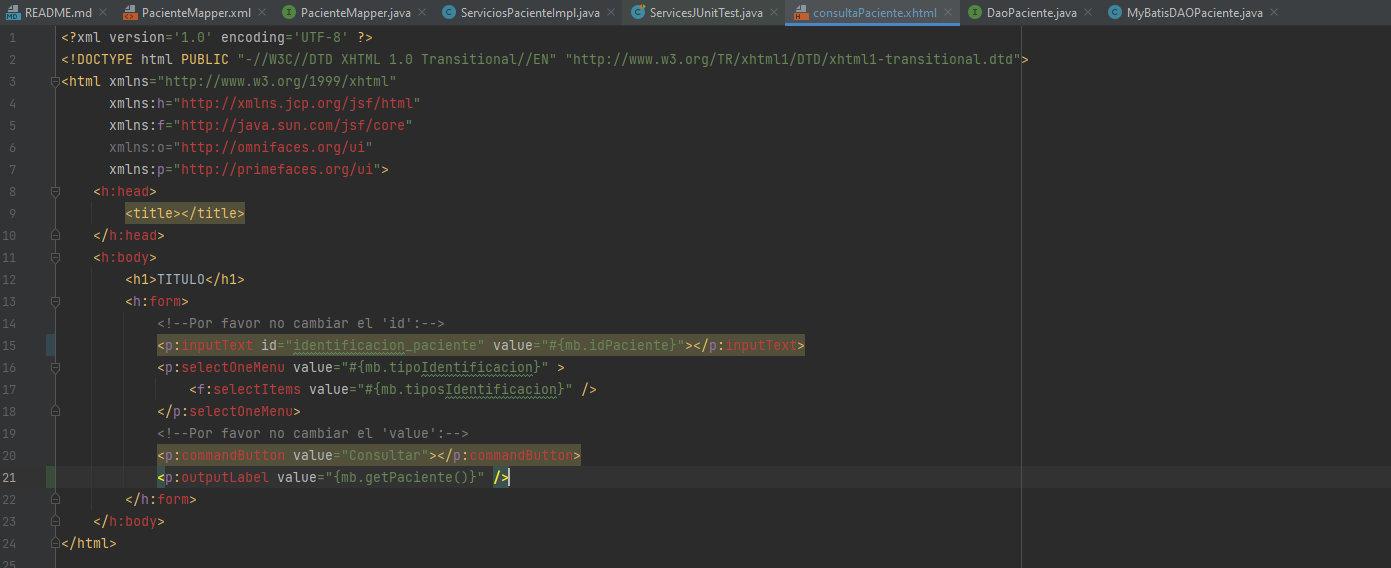 README.md PacienteMapper.xml PacienteMapper.java ServiciosPacienteImpl.java ServicesJUnitTest.java consultaPaciente.xhtml DaoPaciente.java MyBatisDAOPaciente.java
1 <?xml version='1.0' encoding='UTF-8' ?>
2 <!DOCTYPE html PUBLIC "-//W3C//DTD XHTML 1.0 Transitional//EN" "http://www.w3.org/TR/xhtml1/DTD/xhtml1-transitional.dtd">
3 <html xmlns="http://www.w3.org/1999/xhtml"
4 xmlns:h="http://xmlns.jcp.org/jsf/html"
5 xmlns:f="http://java.sun.com/jsf/core"
6 xmlns:o="http://omnifaces.org/ui"
7 xmlns:p="http://primefaces.org/ui">
8 <h:head>
9 <title></title>
10 </h:head>
11 <h:body>
12 <h1>TITULO</h1>
13 <h:form>
14 <!--Por favor no cambiar el 'id':-->
15 <p:inputText id="identificacion_paciente" value="#{mb.idPaciente}"></p:inputText>
16 <p:selectOneMenu value="#{mb.tipoIdentificacion}" >
17 <f:selectItems value="#{mb.tiposIdentificacion}" />
18 </p:selectOneMenu>
19 <!--Por favor no cambiar el 'value':-->
20 <p:commandButton value="Consultar"></p:commandButton>
21 <p:outputLabel value="{mb.getPaciente()}" />
22 </h:form>
23 </h:body>
24 </html>
25